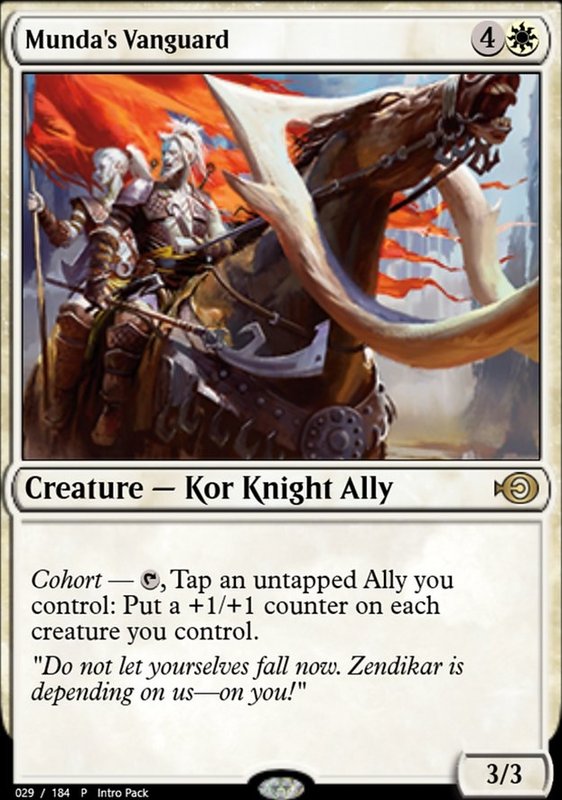 Munda's Vanguard 4
Creature — Kor Knight Ally
Cohort — , Tap an untapped Ally you
control: Put a +1/+1 counter on each
creature you control.
"Do not let yourselves fall now. Zendikar is
depending on us—on you!"
3/3
029 / 184 P Intro Pack